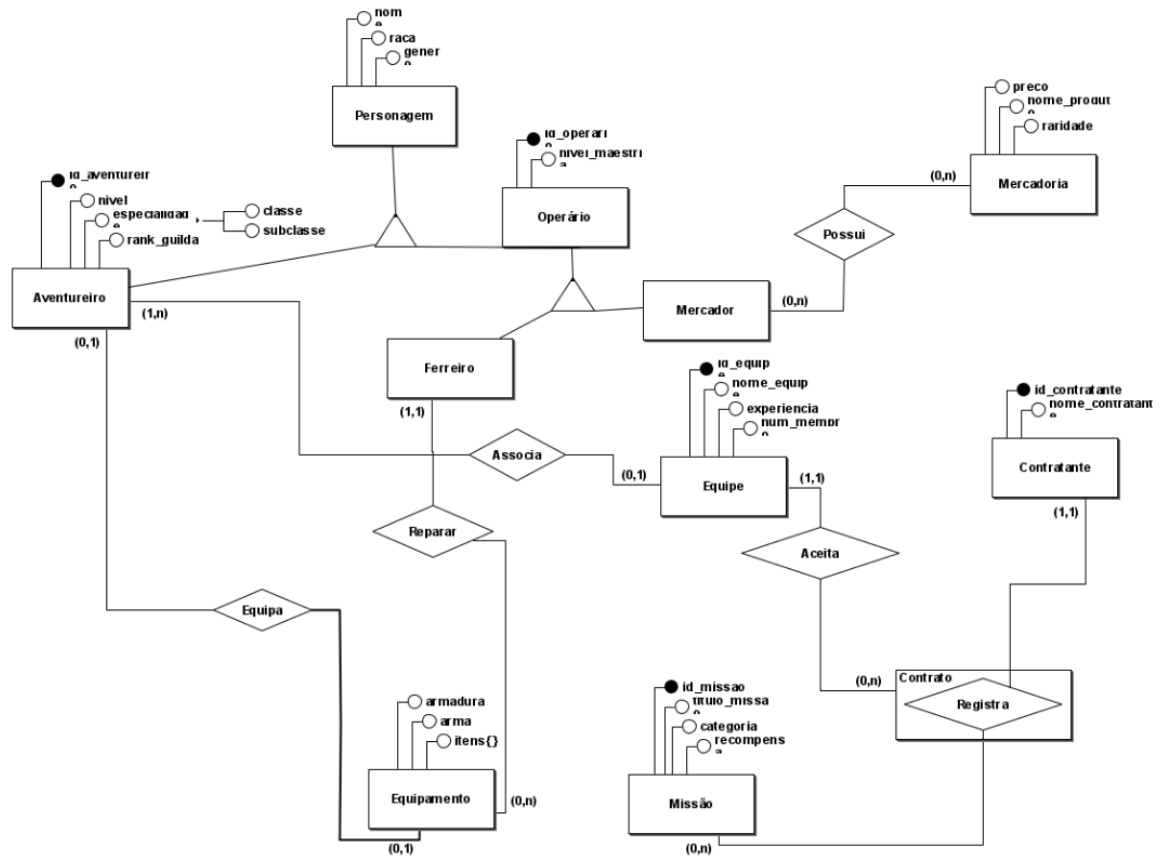 nom
e
raca
gener
o
Personagem
id_operari
o
nivel_maestri
a
Operário
preco
nome_produt
o
raridade
Mercadoria
(0,n)
Possui
(0,n)
id_aventureir
o
nivel
especialidad
e
classe
subclasse
rank_guilda
Aventureiro
(1,n)
(0,1)
Mercador
Ferreiro
(1,1)
id_equip
e
nome_equip
e
experiencia
num_membr
o
Equipe
(0,1)
(1,1)
Associa
id_contratante
nome_contratant
e
Contratante
(1,1)
Reparar
Aceita
(0,n)
Equipa
Contrato
Registra
armadura
arma
itens{}
Equipamento
(0,n)
(0,1)
id_missao
titulo_missa
o
categoria
recompens
a
Missão
(0,n)